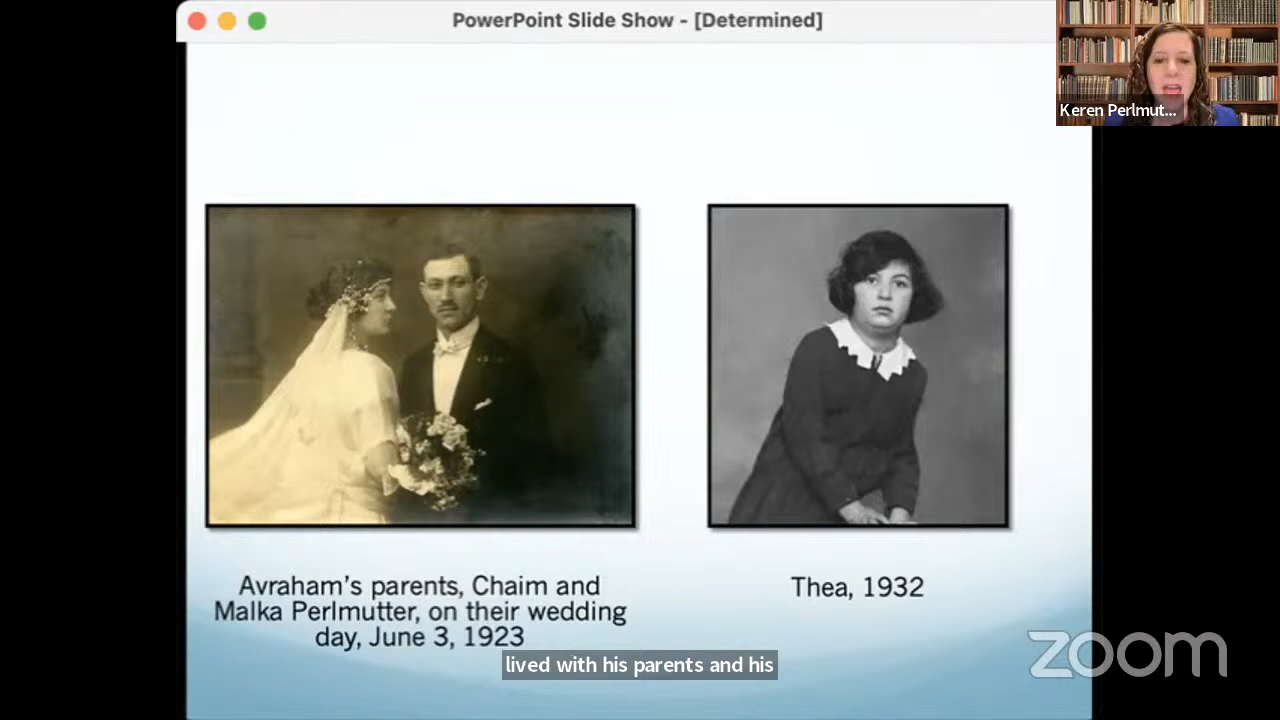 PowerPoint Slide Show - [Determined]
Keren Perlmut...
Avraham's parents, Chaim and
Malka Perlmutter, on their wedding
day, June 3, 1923
Thea, 1932
lived with his parents and his
zoom